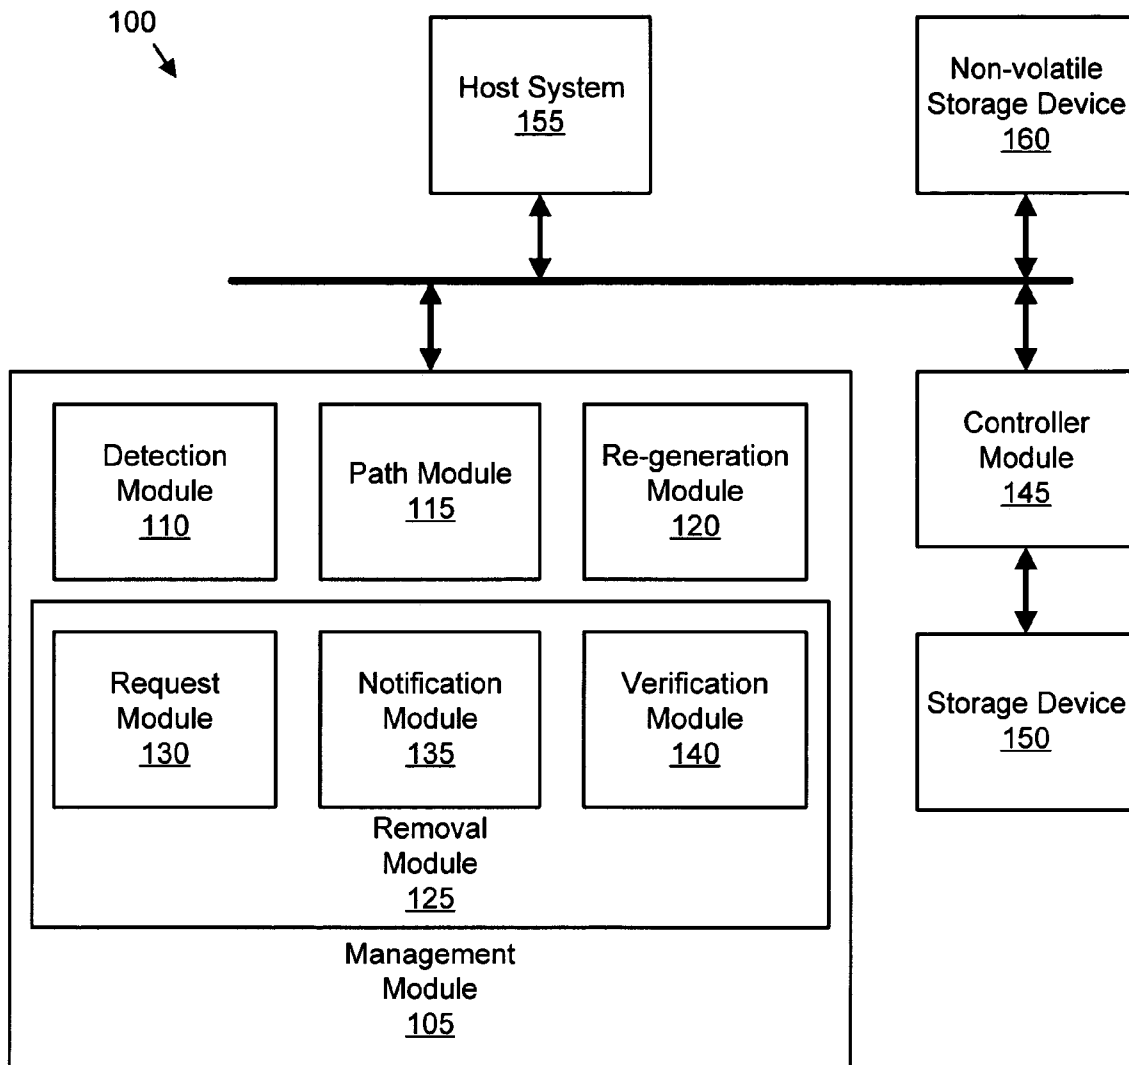 100
Host System
155
Non-volatile
Storage Device
160
Detection
Module
110
Path Module
115
Re-generation
Module
120
Controller
Module
145
Request
Module
130
Notification
Module
135
Verification
Module
140
Storage Device
150
Removal
Module
125
Management
Module
105